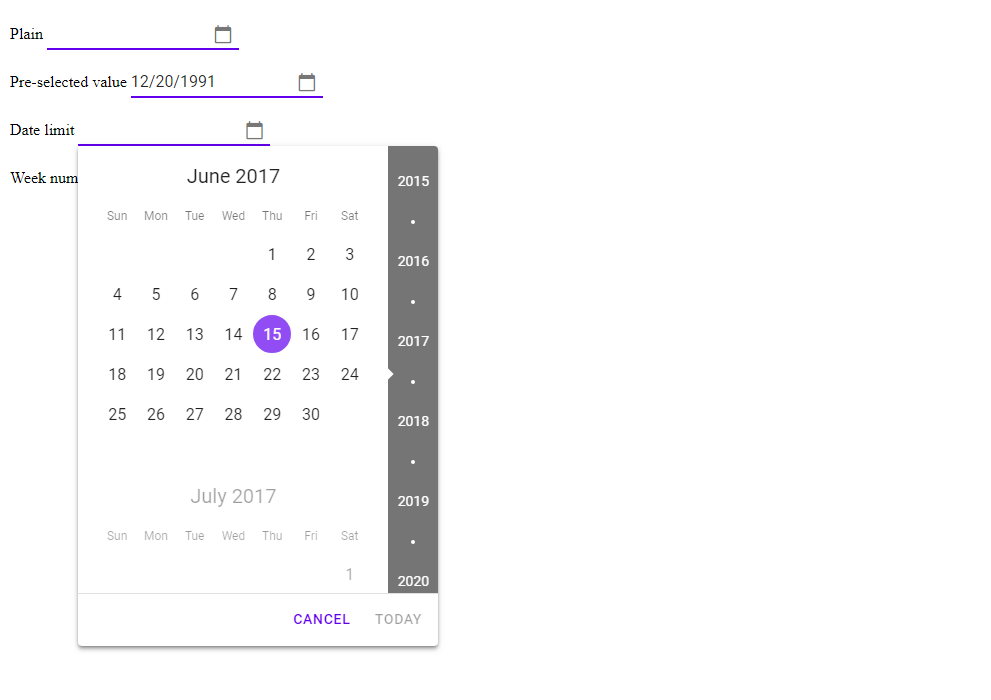 Plain
Pre-selected value 12/20/1991
Date limit
Week num
June 2017
Sun Mon Tue Wed Thu Fri Sat
1 2 3
4 5 6 7 8 9 10
11 12 13 14 15 16 17
18 19 20 21 22 23 24
25 26 27 28 29 30
July 2017
Sun Mon Tue Wed Thu Fri Sat
1
2015
2016
2017
2018
2019
2020
CANCEL TODAY